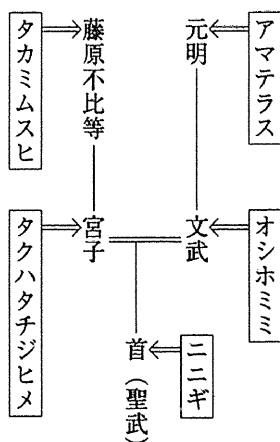 アマテラス
元明
オシホミミ
文武
ニニギ
首（聖武）
タカミムスヒ
藤原不比等
タクハタチジヒメ
宮子